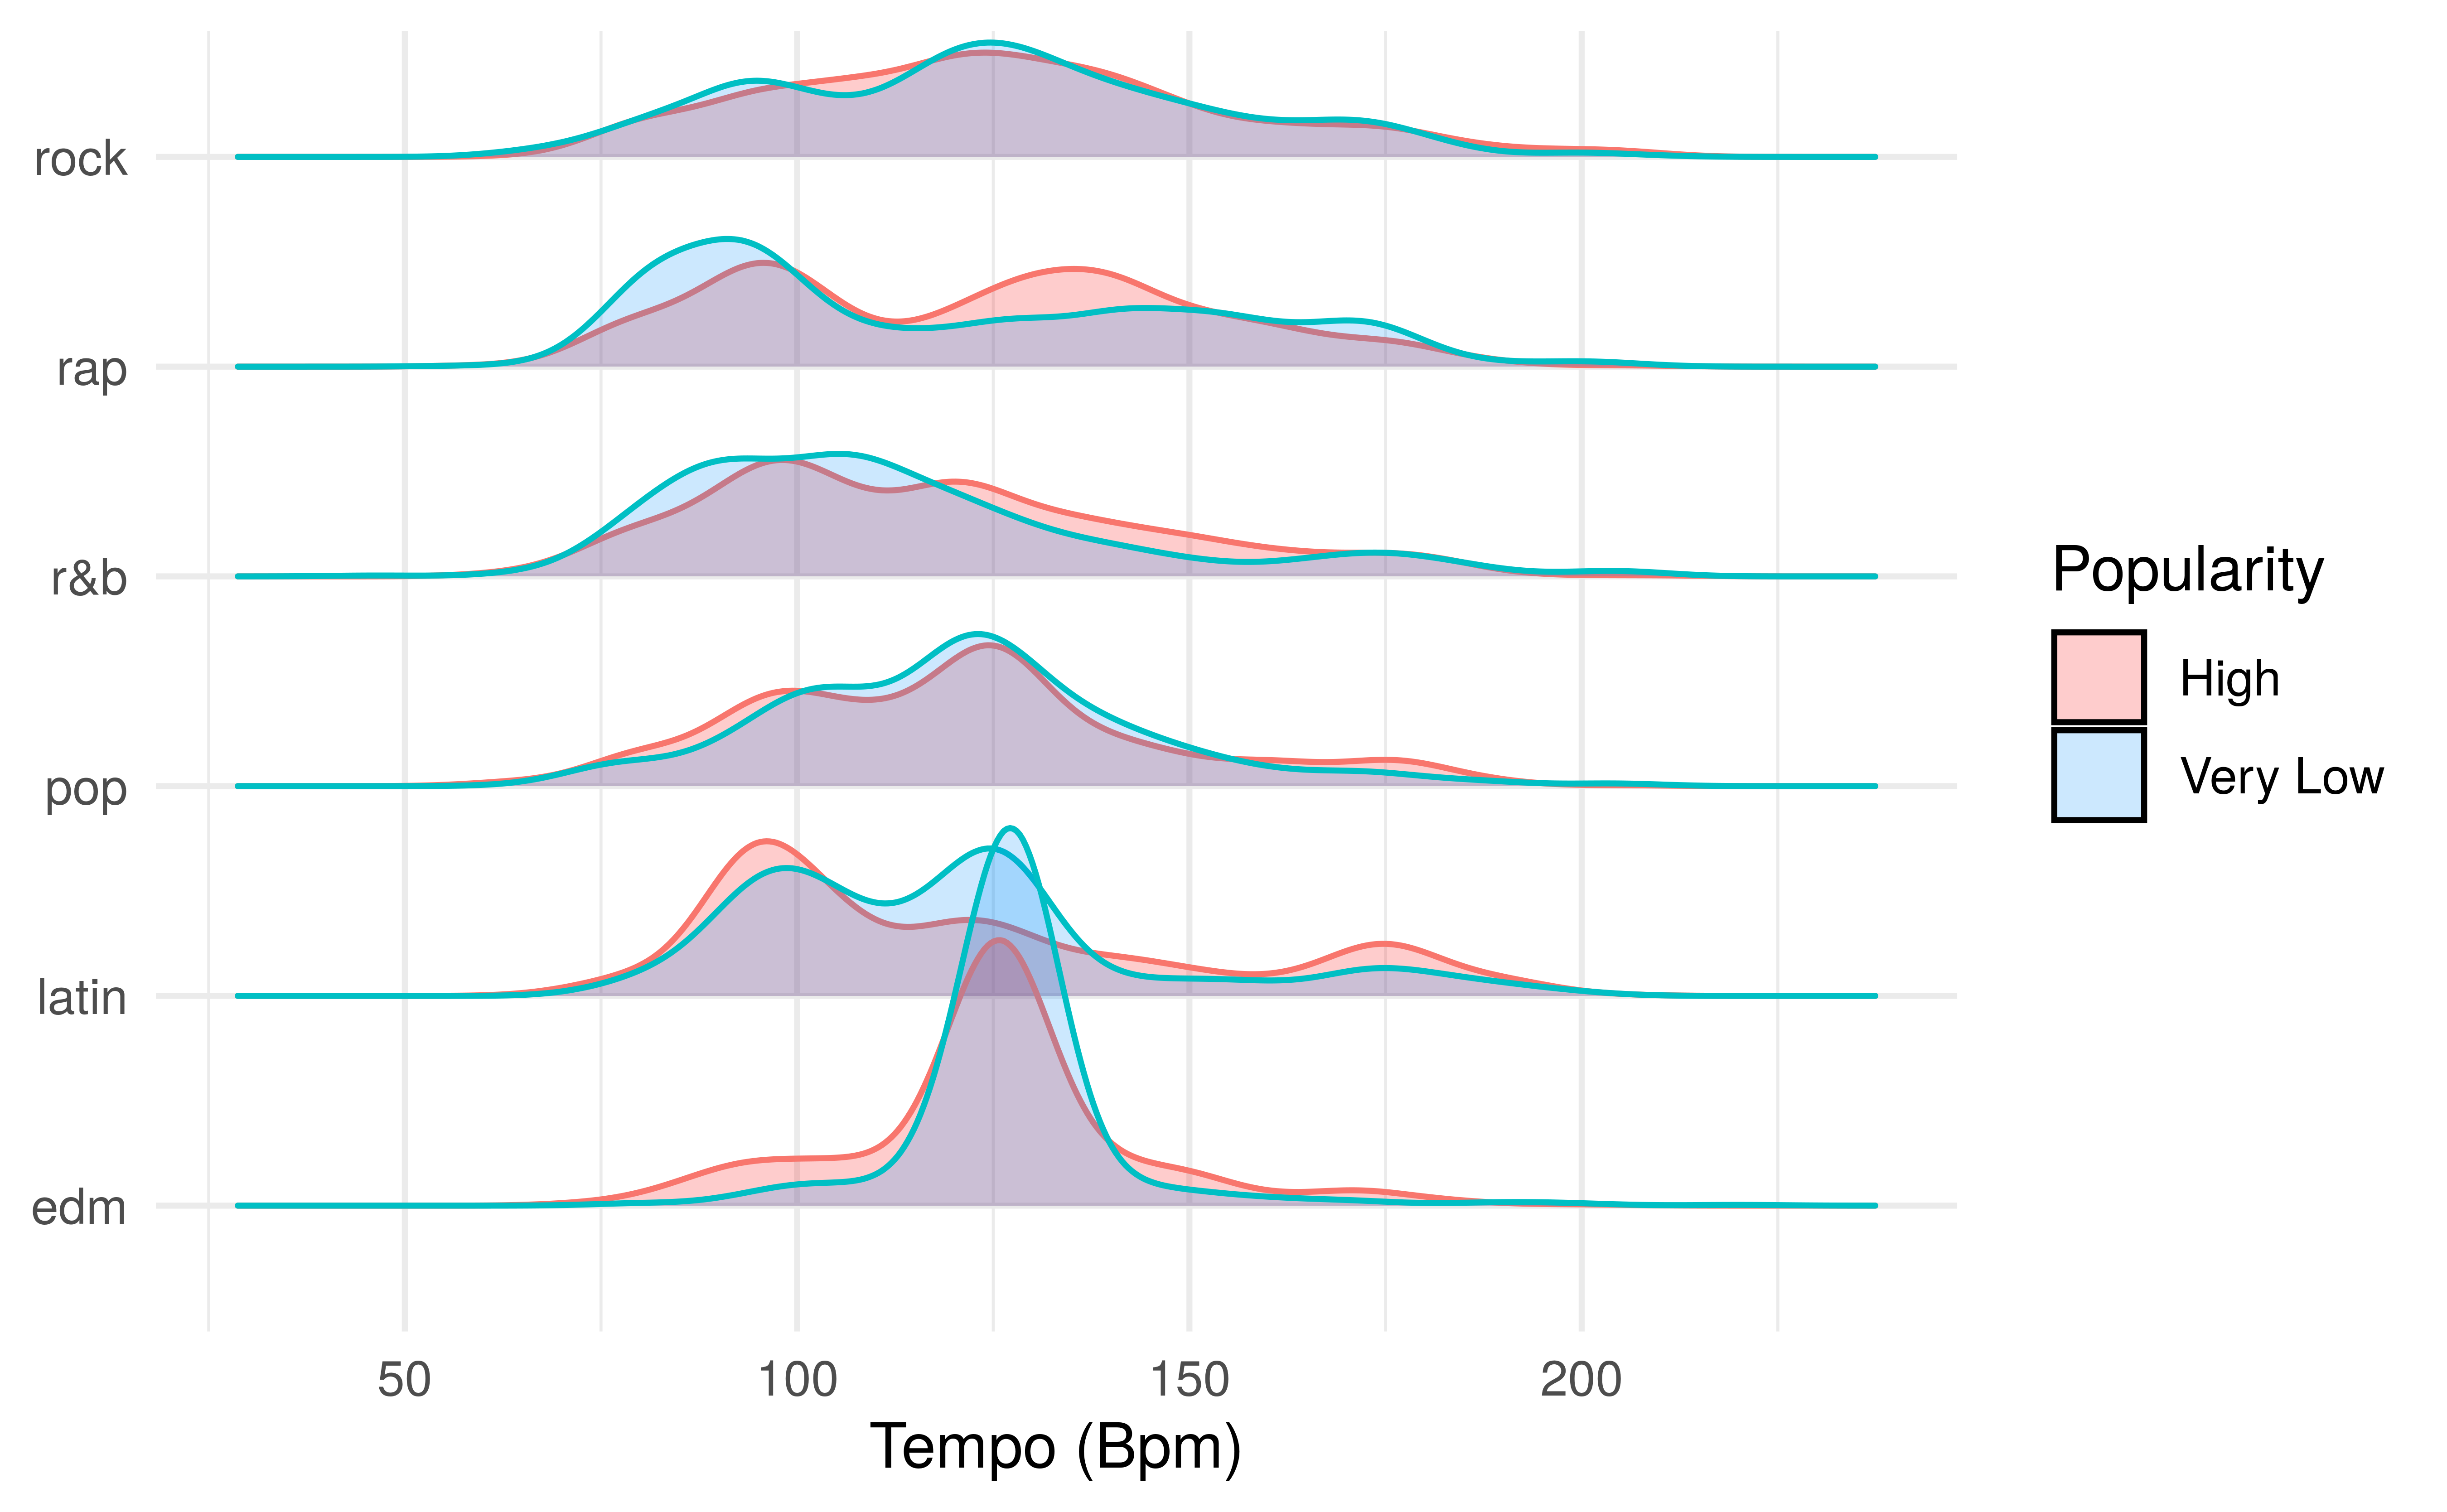 rock
rap
r&b
pop
latin
edm
50 100 150 200
Tempo (Bpm)
Popularity
High
Very Low